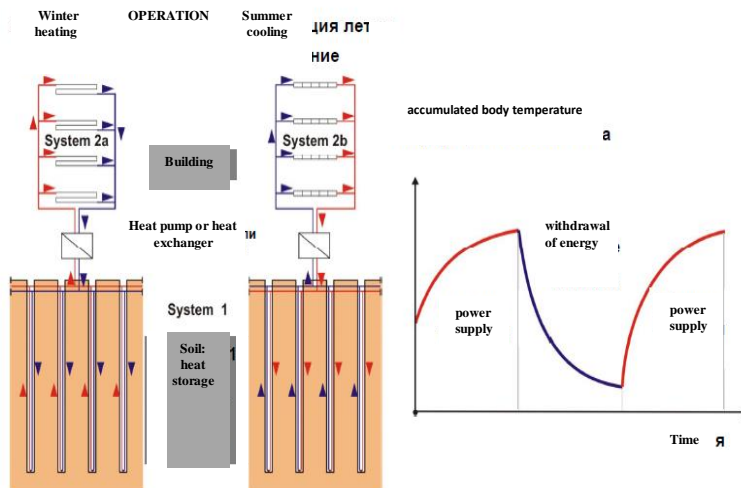 Winter
heating
OPERATION
Summer
cooling
ция лет
ние
System 2a
System 2b
Building
Heat pump or heat
exchanger
ли
System 1
Soil:
heat
storage
1
accumulated body temperature
а
withdrawal
of energy
е
power
supply
power
supply
Time
Я